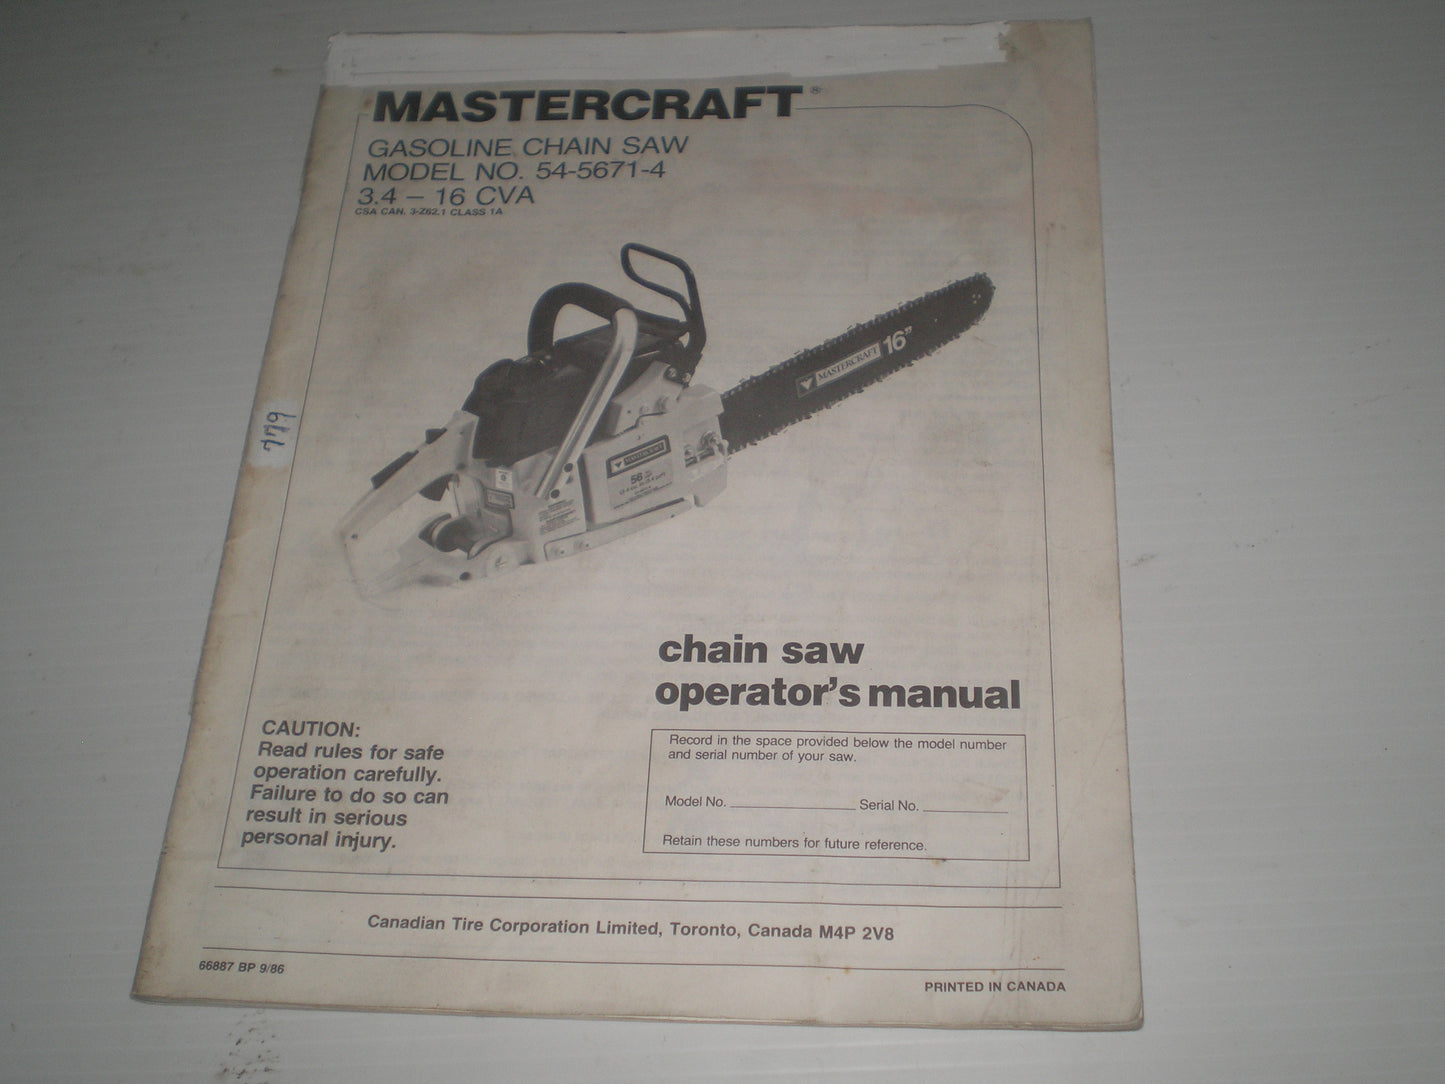 MASTERCRAFT®
GASOLINE CHAIN SAW
MODEL NO. 54-5671-4
3.4 – 16 CVA
CSA CAN. 3-Z62.1 CLASS 1A
MASTERCRAFT 16"
779
MASTERCRAFT
56
chain saw
operator's manual
CAUTION:
Read rules for safe
operation carefully.
Failure to do so can
result in serious
personal injury.
Record in the space provided below the model number
and serial number of your saw.
Model No. ______________ Serial No. __________
Retain these numbers for future reference.
Canadian Tire Corporation Limited, Toronto, Canada M4P 2V8
66887 BP 9/86
PRINTED IN CANADA